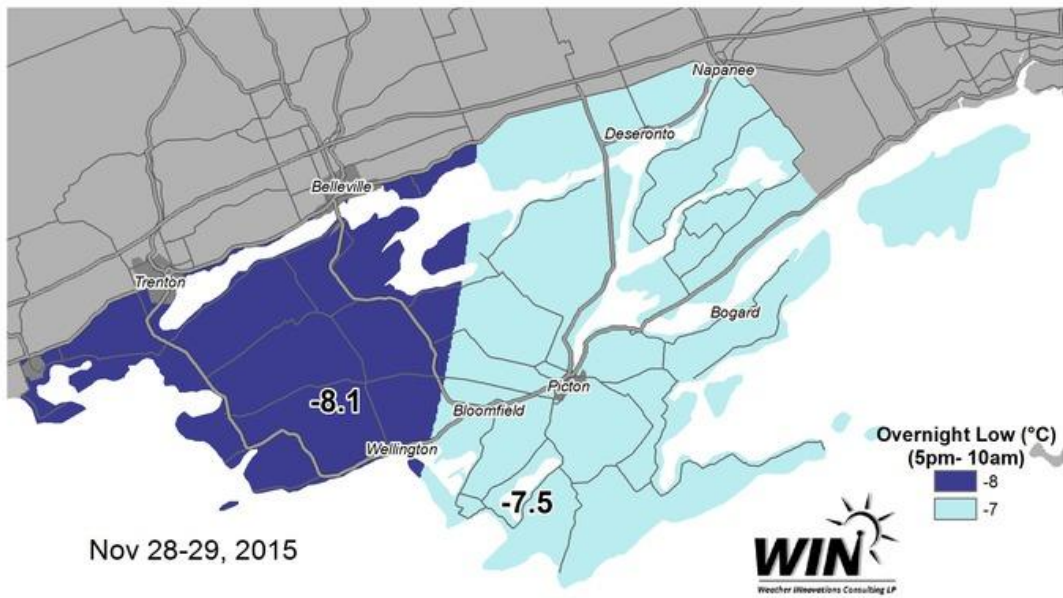 Napanee
Deseronto
Belleville
Trenton
Bogard
Picton
-8.1
Bloomfield
Wellington
-7.5
Overnight Low (°C)
(5pm- 10am)
-8
-7
Nov 28-29, 2015
WIN
Weather INnovations Consulting LP